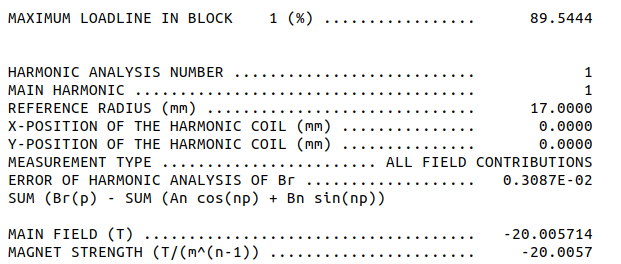 MAXIMUM LOADLINE IN BLOCK    1 (%) ................. 89.5444
HARMONIC ANALYSIS NUMBER ........................... 1
MAIN HARMONIC ...................................... 1
REFERENCE RADIUS (mm) .............................. 17.0000
X-POSITION OF THE HARMONIC COIL (mm) ............... 0.0000
Y-POSITION OF THE HARMONIC COIL (mm) ............... 0.0000
MEASUREMENT TYPE ........................ ALL FIELD CONTRIBUTIONS
ERROR OF HARMONIC ANALYSIS OF Br ................... 0.3087E-02
SUM (Br(p) - SUM (An cos(np) + Bn sin(np))
MAIN FIELD (T) ..................................... -20.005714
MAGNET STRENGTH (T/(m^(n-1)) ....................... -20.0057